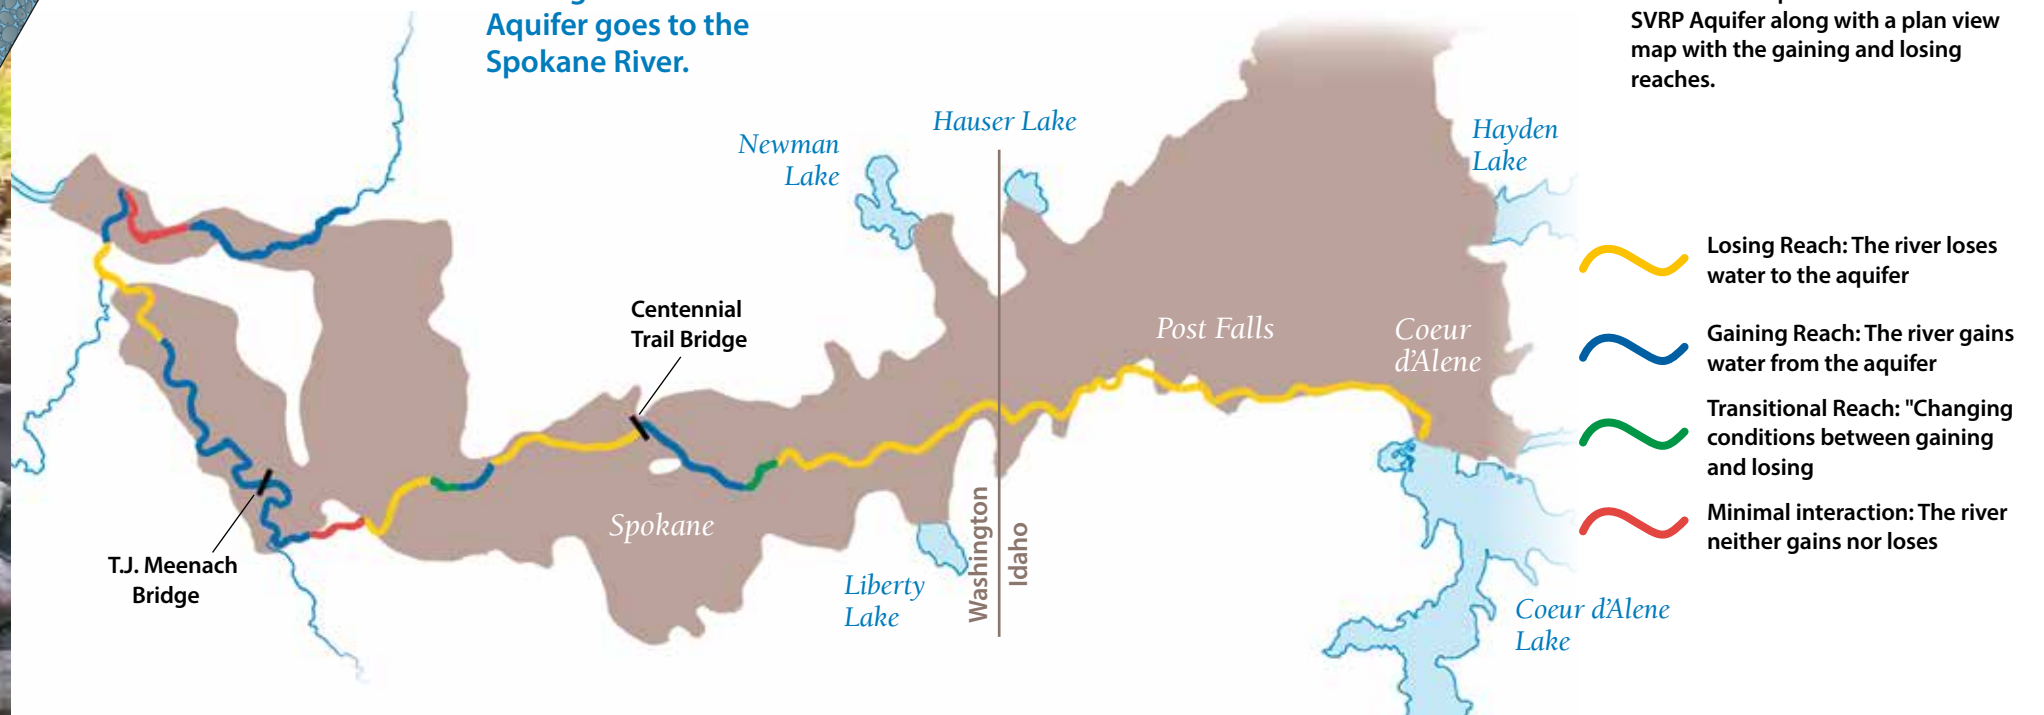 Aquifer goes to the
Spokane River.
SVRP Aquifer along with a plan view
map with the gaining and losing
reaches.
Newman
Lake
Hauser Lake
Hayden
Lake
Centennial
Trail Bridge
Post Falls
Coeur
d'Alene
Spokane
T.J. Meenach
Bridge
Liberty
Lake
Washington
Idaho
Coeur d'Alene
Lake
Losing Reach: The river loses
water to the aquifer
Gaining Reach: The river gains
water from the aquifer
Transitional Reach: "Changing
conditions between gaining
and losing
Minimal interaction: The river
neither gains nor loses